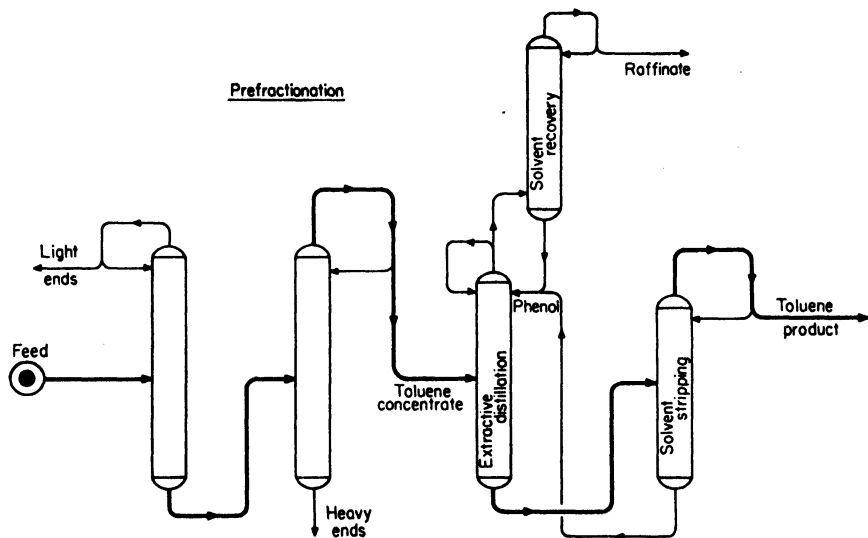 Prefractionation
Raffinate
Solvent
recovery
Light
ends
Feed
Phenol
Toluene
product
Toluene
concentrate
Extractive
distillation
Solvent
stripping
Heavy
ends